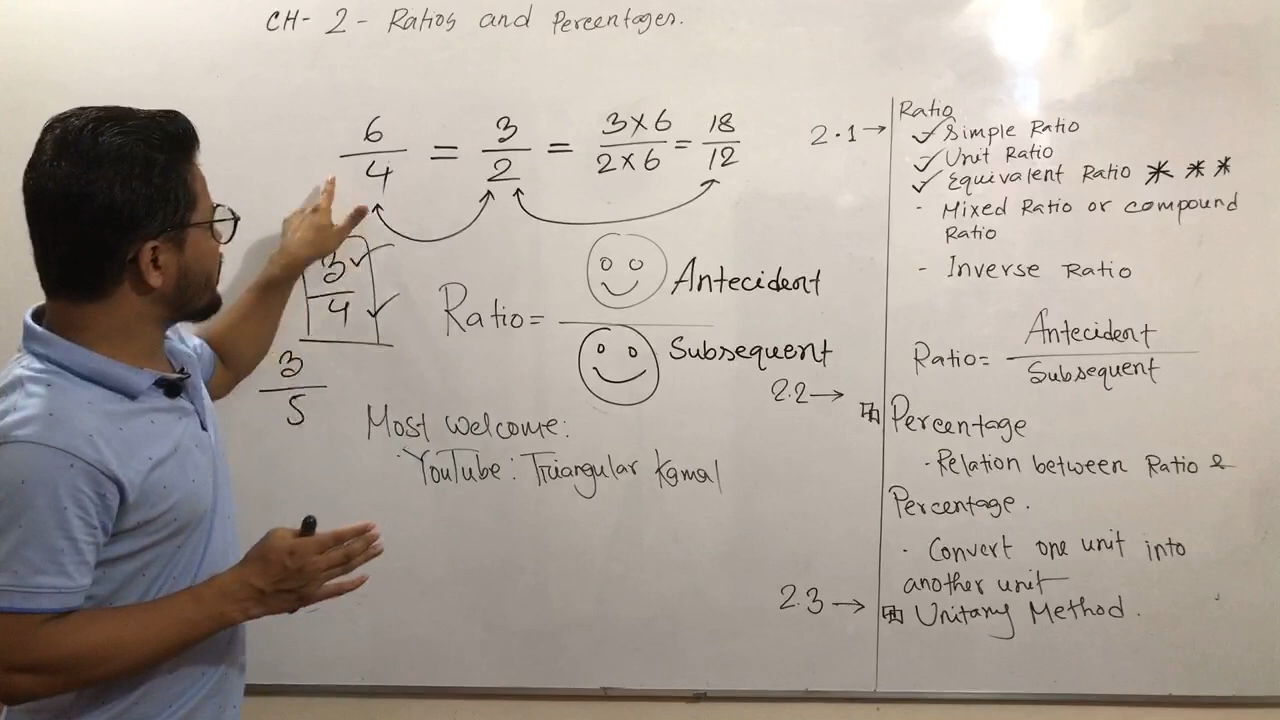 CH- 2 - Ratios and Percentages.
6/4 = 3/2 = 3×6/2×6 = 18/12
3/4
3/5
Ratio = Antecident / Subsequent
Most welcome:
YouTube: Triangular Kamal
2.1 → Ratio
✓ Simple Ratio
✓ Unit Ratio
✓ Equivalent Ratio * * *
- Mixed Ratio or compound
Ratio
- Inverse Ratio
Ratio = Antecident / Subsequent
2.2 → Percentage
· Relation between Ratio &
Percentage.
· Convert one unit into
another unit
2.3 → Unitary Method.